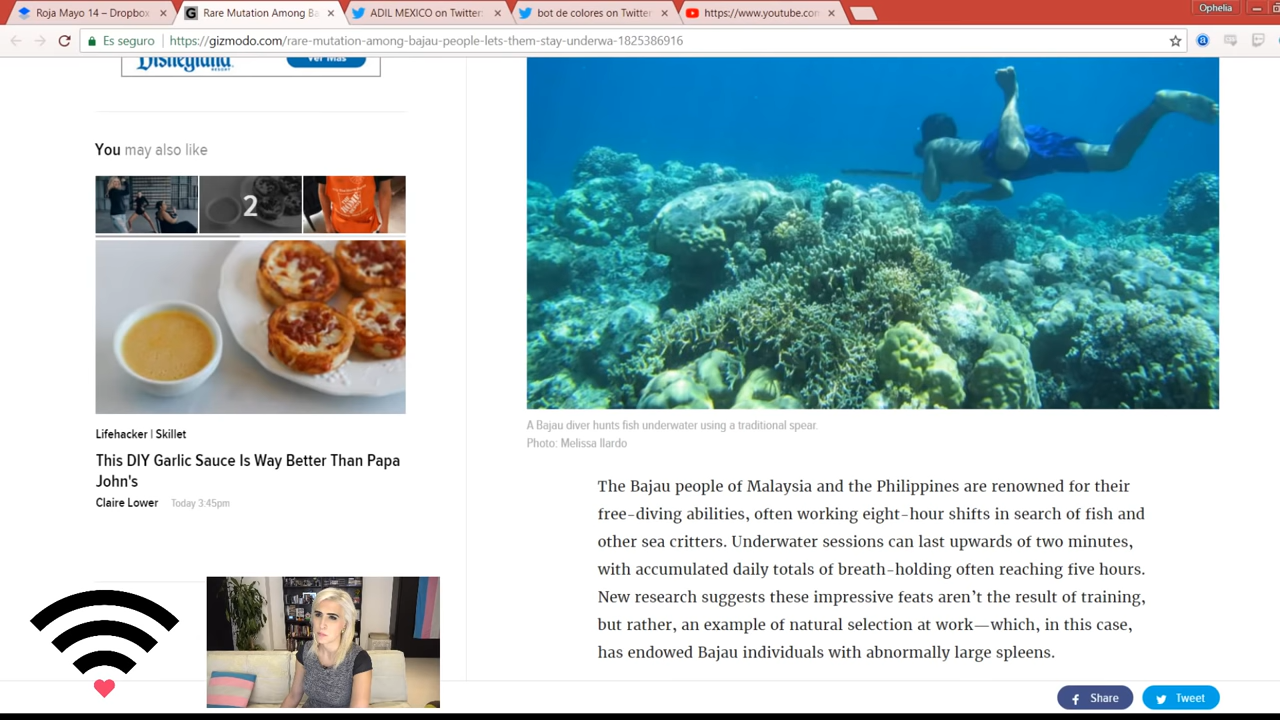 Roja Mayo 14 – Dropbox
Rare Mutation Among Ba
ADIL MEXICO on Twitter
bot de colores on Twitter
https://www.youtube.com
Ophelia
Es seguro
https://gizmodo.com/rare-mutation-among-bajau-people-lets-them-stay-underwa-1825386916
Disneyland
RESORT
Ver Más
You may also like
2
THE HOME
This DIY Garlic Sauce Is Way Better Than Papa
John's
Lifehacker | Skillet
Claire Lower Today 3:45pm
A Bajau diver hunts fish underwater using a traditional spear.
Photo: Melissa Ilardo
The Bajau people of Malaysia and the Philippines are renowned for their
free-diving abilities, often working eight-hour shifts in search of fish and
other sea critters. Underwater sessions can last upwards of two minutes,
with accumulated daily totals of breath-holding often reaching five hours.
New research suggests these impressive feats aren’t the result of training,
but rather, an example of natural selection at work—which, in this case,
has endowed Bajau individuals with abnormally large spleens.
Share
Tweet